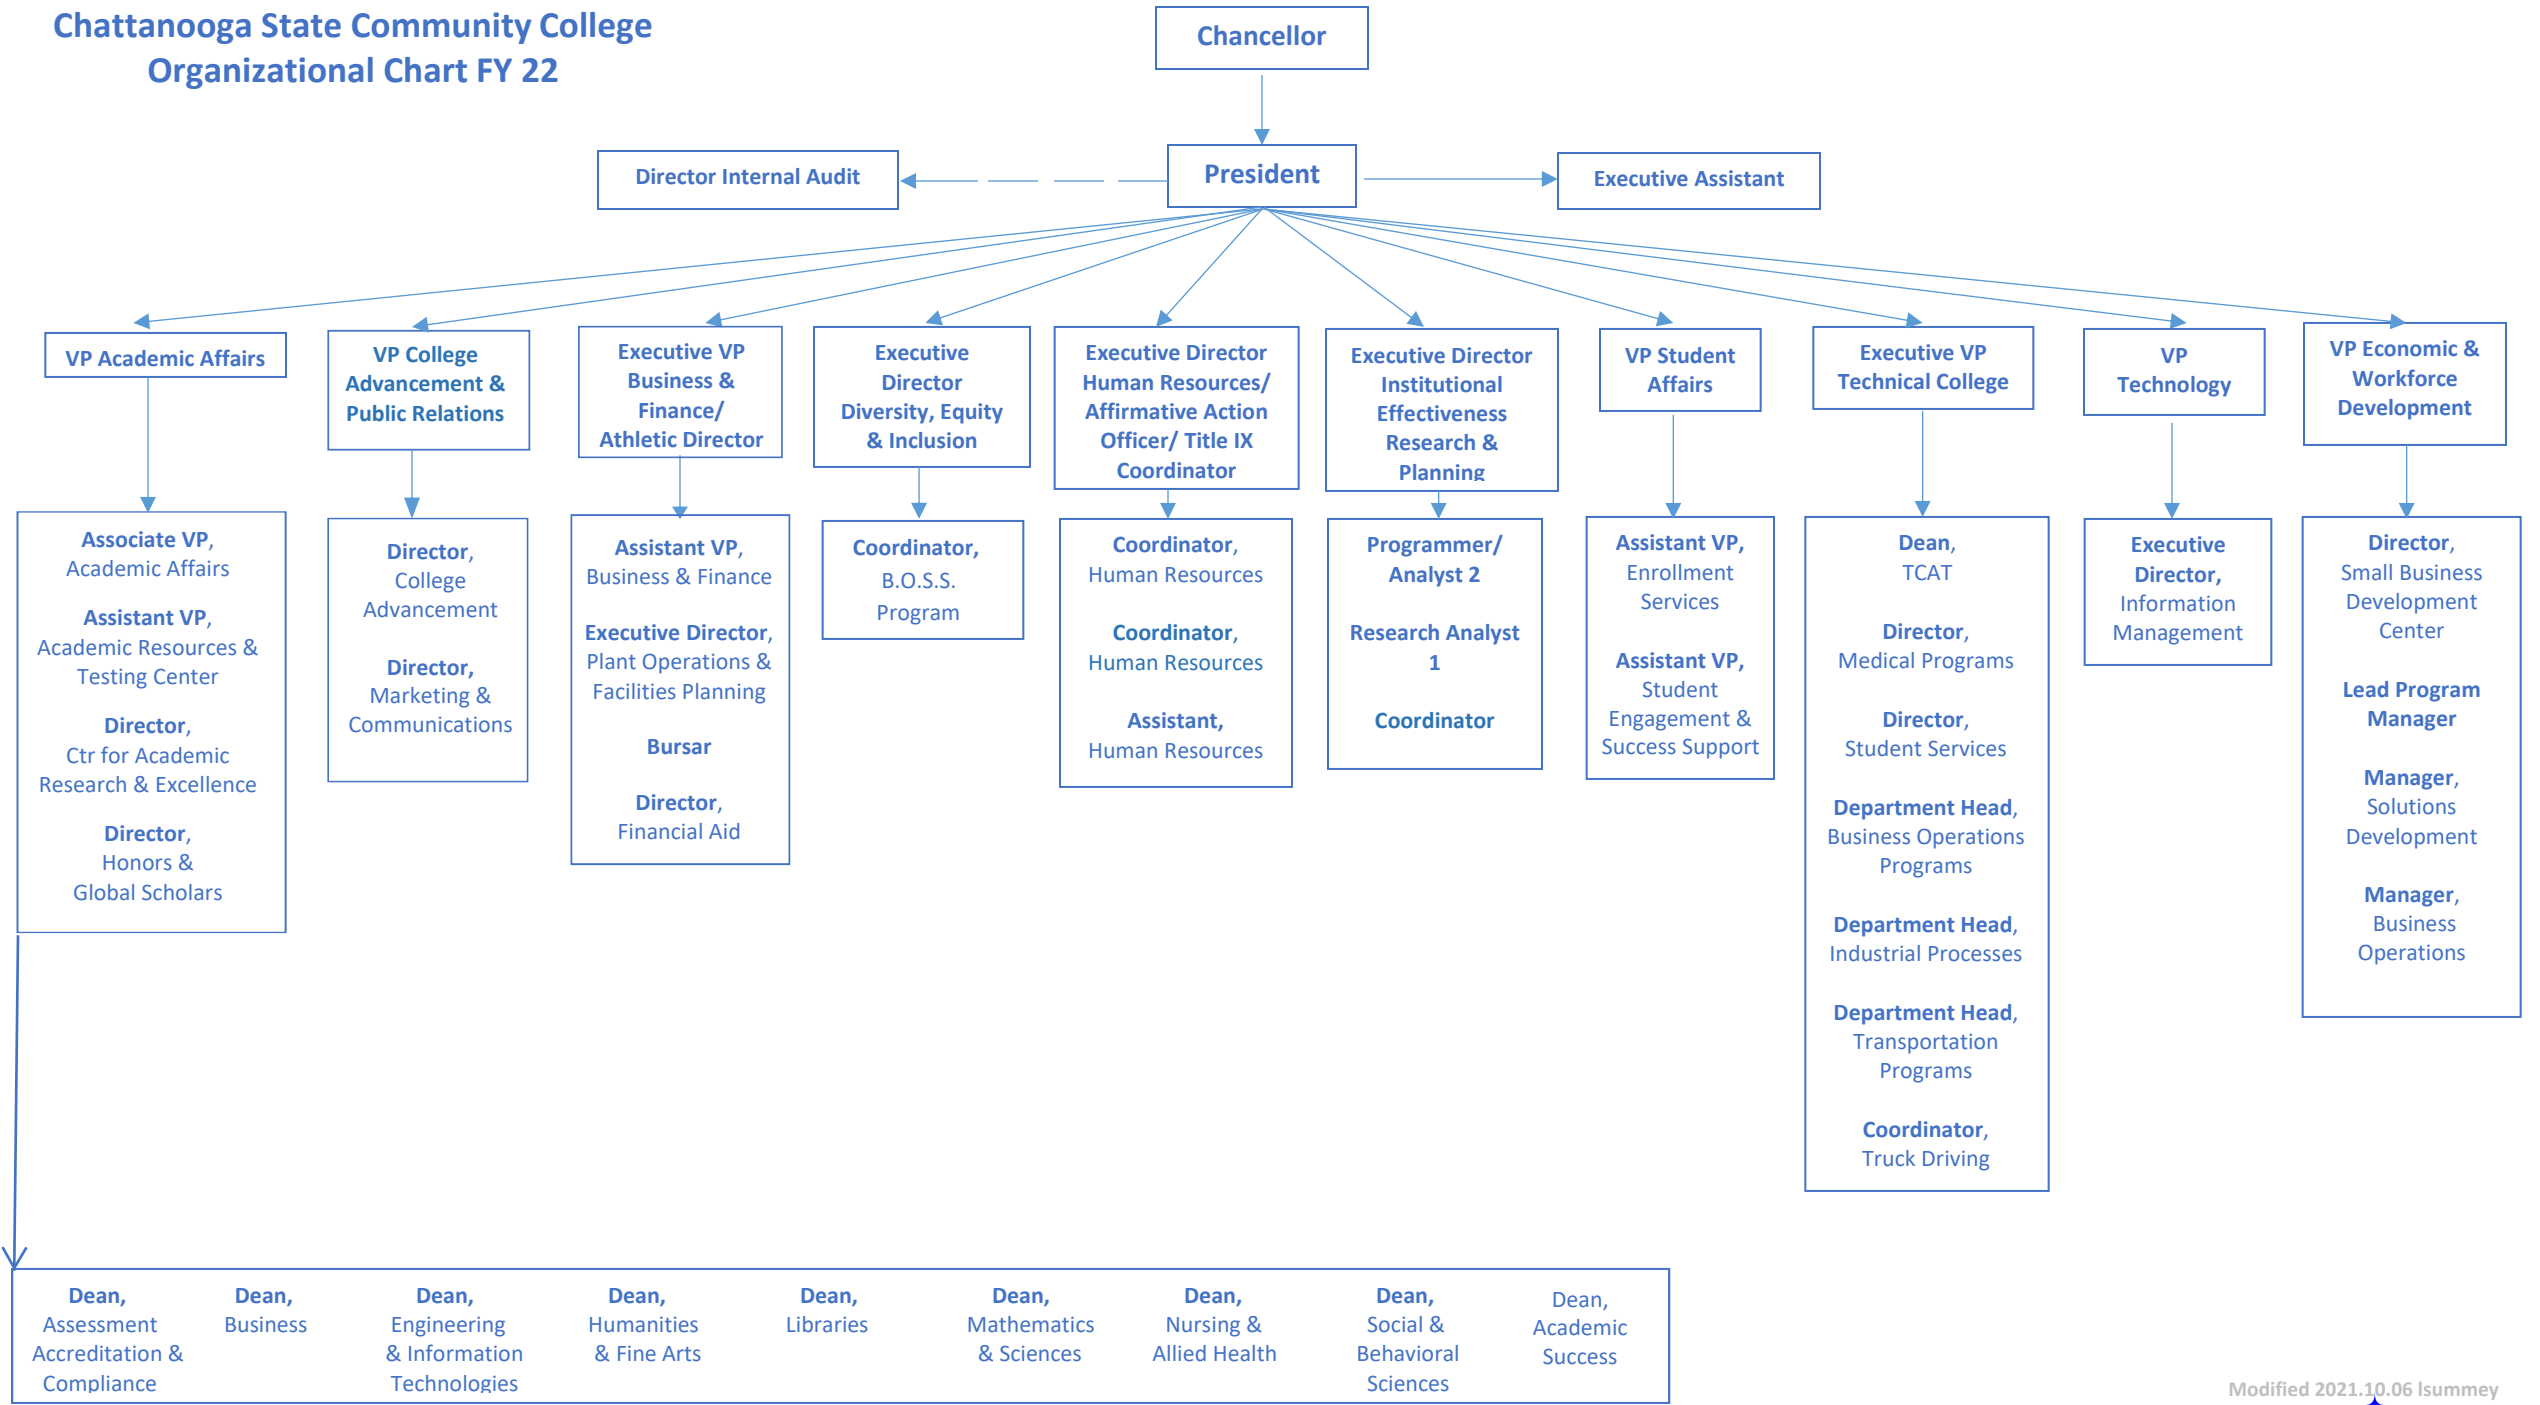 Chattanooga State Community College
Organizational Chart FY 22
Chancellor
Director Internal Audit
President
Executive Assistant
VP Academic Affairs
VP College
Advancement &
Public Relations
Executive VP
Business &
Finance/
Athletic Director
Executive
Director
Diversity, Equity
& Inclusion
Executive Director
Human Resources/
Affirmative Action
Officer/ Title IX
Coordinator
Executive Director
Institutional
Effectiveness
Research &
Planning
VP Student
Affairs
Executive VP
Technical College
VP
Technology
VP Economic &
Workforce
Development
Associate VP,
Academic Affairs
Assistant VP,
Academic Resources &
Testing Center
Director,
Ctr for Academic
Research & Excellence
Director,
Honors &
Global Scholars
Director,
College
Advancement
Director,
Marketing &
Communications
Assistant VP,
Business & Finance
Executive Director,
Plant Operations &
Facilities Planning
Bursar
Director,
Financial Aid
Coordinator,
B.O.S.S.
Program
Coordinator,
Human Resources
Coordinator,
Human Resources
Assistant,
Human Resources
Programmer/
Analyst 2
Research Analyst
1
Coordinator
Assistant VP,
Enrollment
Services
Assistant VP,
Student
Engagement &
Success Support
Dean,
TCAT
Director,
Medical Programs
Director,
Student Services
Department Head,
Business Operations
Programs
Department Head,
Industrial Processes
Department Head,
Transportation
Programs
Coordinator,
Truck Driving
Executive
Director,
Information
Management
Director,
Small Business
Development
Center
Lead Program
Manager
Manager,
Solutions
Development
Manager,
Business
Operations
Dean,
Assessment
Accreditation &
Compliance
Dean,
Business
Dean,
Engineering
& Information
Technologies
Dean,
Humanities
& Fine Arts
Dean,
Libraries
Dean,
Mathematics
& Sciences
Dean,
Nursing &
Allied Health
Dean,
Social &
Behavioral
Sciences
Dean,
Academic
Success
Modified 2021.10.06 lsummey